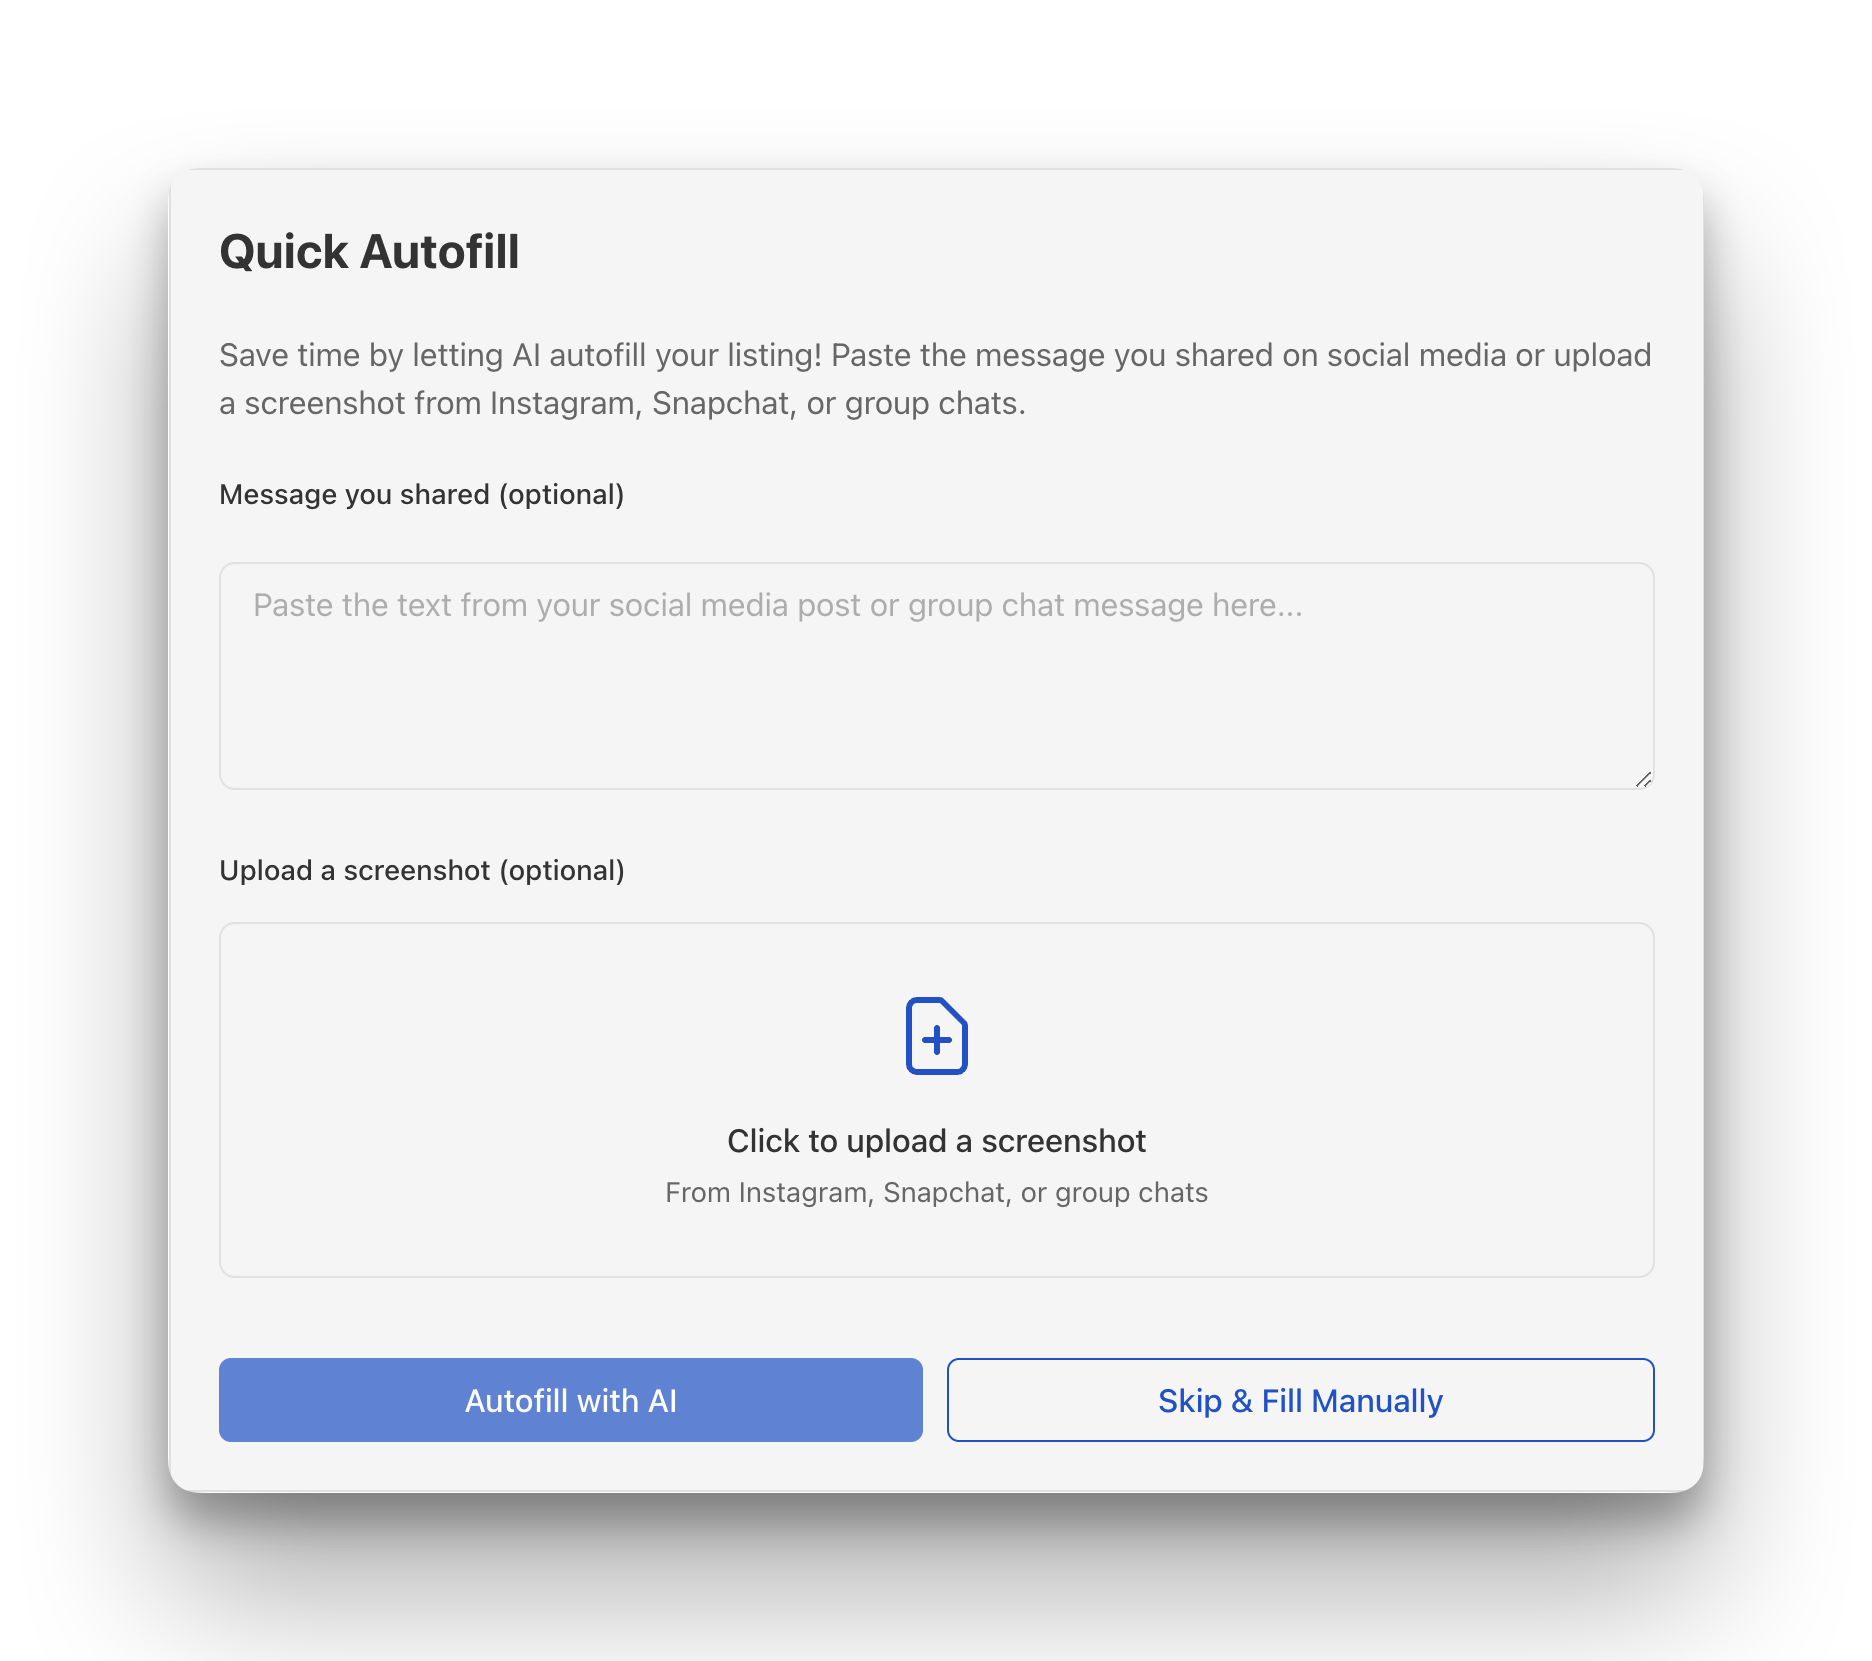 Quick Autofill
Save time by letting AI autofill your listing! Paste the message you shared on social media or upload
a screenshot from Instagram, Snapchat, or group chats.
Message you shared (optional)
Paste the text from your social media post or group chat message here...
Upload a screenshot (optional)
Click to upload a screenshot
From Instagram, Snapchat, or group chats
Autofill with AI
Skip & Fill Manually